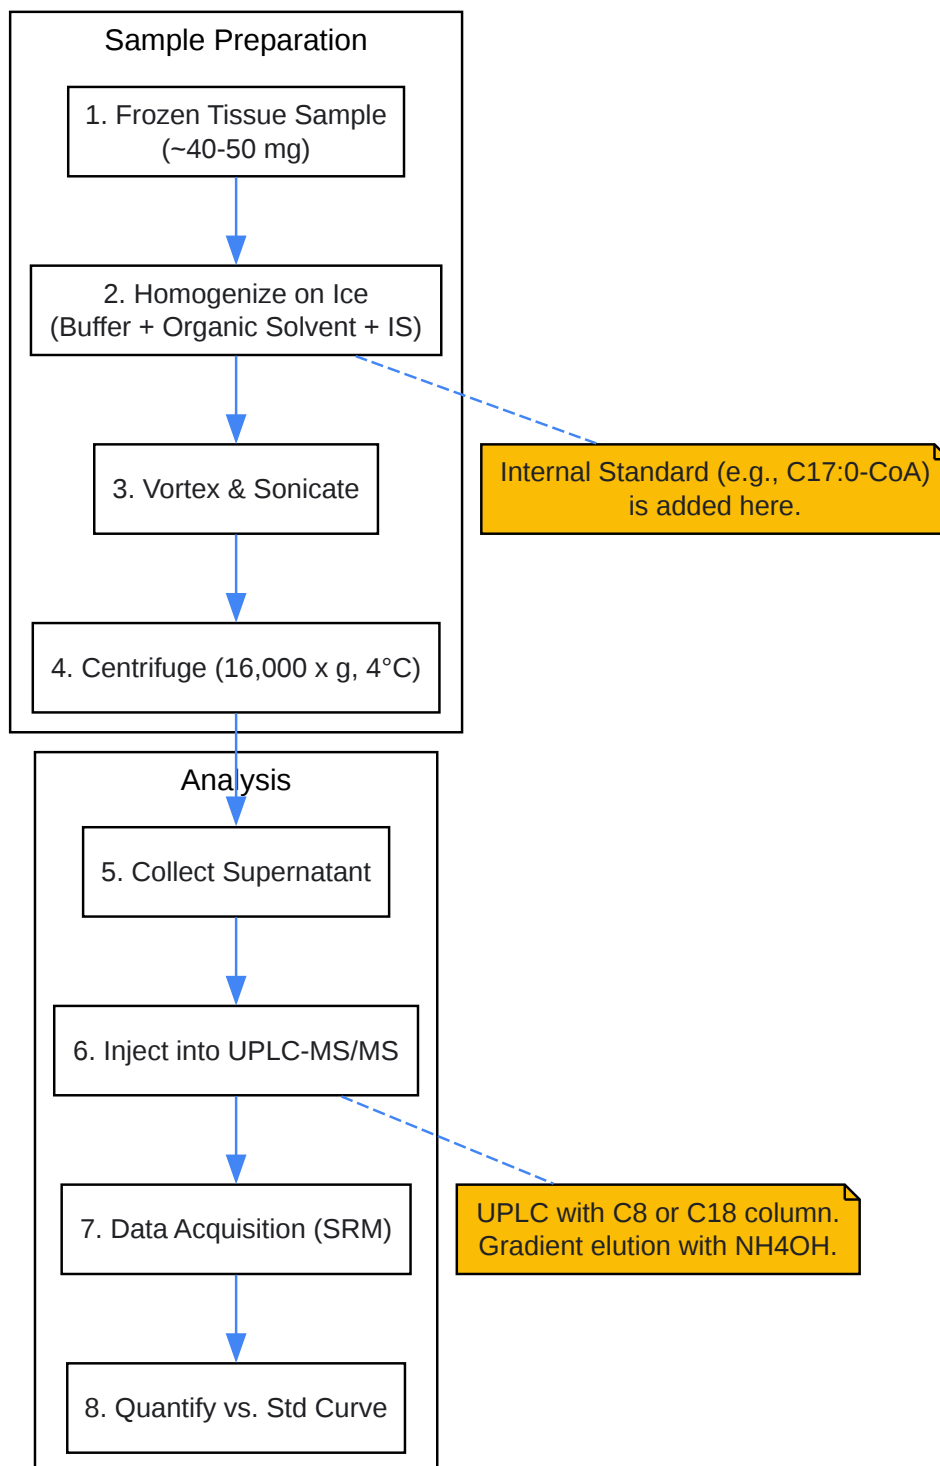 Sample Preparation
1. Frozen Tissue Sample
(~40-50 mg)
2. Homogenize on Ice
(Buffer + Organic Solvent + IS)
3. Vortex & Sonicate
Internal Standard (e.g., C17:0-CoA)
is added here.
4. Centrifuge (16,000 x g, 4°C)
Analysis
5. Collect Supernatant
6. Inject into UPLC-MS/MS
7. Data Acquisition (SRM)
UPLC with C8 or C18 column.
Gradient elution with NH4OH.
8. Quantify vs. Std Curve